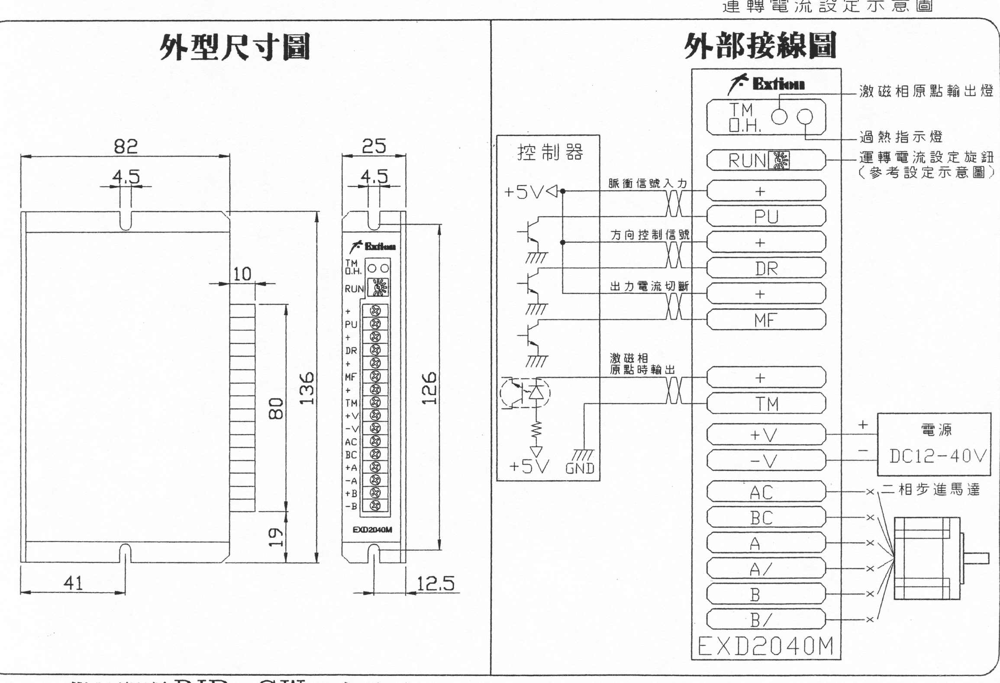 運轉電流設定示意圖
外型尺寸圖
82
4.5
25
4.5
10
136
80
19
126
41
12.5
Extion
TM
O.H.
RUN
+
PU
+
DR
+
MF
+
TM
+V
-V
AC
BC
+A
-A
+B
-B
EXD2040M
外部接線圖
Extion
TM
O.H.
激磁相原點輸出燈
過熱指示燈
RUN
運轉電流設定旋鈕
(參考設定示意圖)
控制器
+5V
脈衝信號入力
+
PU
方向控制信號
+
DR
出力電流切斷
+
MF
激磁相
原點時輸出
+
TM
+5V
GND
+V
+
-V
-
電源
DC12-40V
二相步進馬達
AC
BC
A
A/
B
B/
EXD2040M